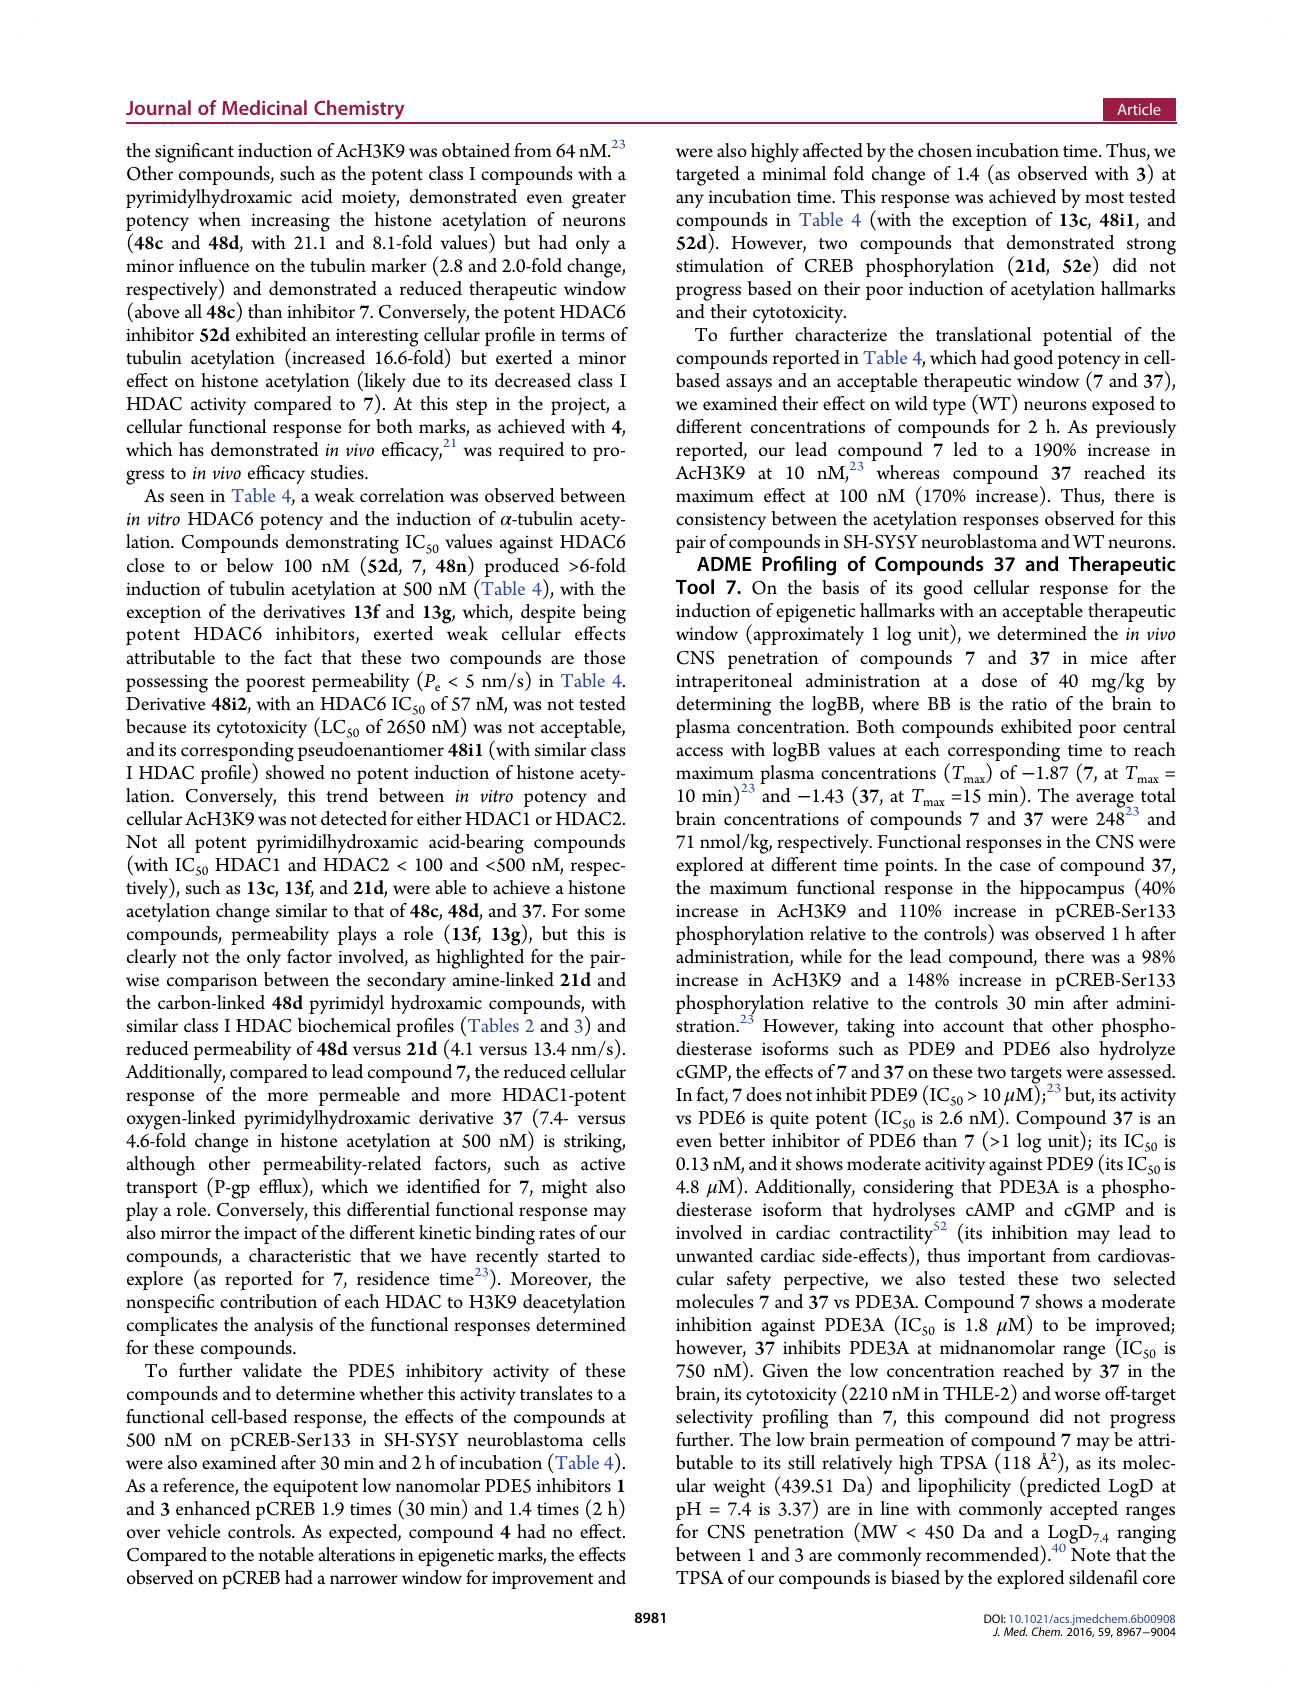 Journal of Medicinal Chemistry
Article
the significant induction of AcH3K9 was obtained from 64 nM.23
Other compounds, such as the potent class I compounds with a
pyrimidylhydroxamic acid moiety, demonstrated even greater
potency when increasing the histone acetylation of neurons
(48c and 48d, with 21.1 and 8.1-fold values) but had only a
minor influence on the tubulin marker (2.8 and 2.0-fold change,
respectively) and demonstrated a reduced therapeutic window
(above all 48c) than inhibitor 7. Conversely, the potent HDAC6
inhibitor 52d exhibited an interesting cellular profile in terms of
tubulin acetylation (increased 16.6-fold) but exerted a minor
effect on histone acetylation (likely due to its decreased class I
HDAC activity compared to 7). At this step in the project, a
cellular functional response for both marks, as achieved with 4,
which has demonstrated in vivo efficacy,21 was required to pro-
gress to in vivo efficacy studies.
As seen in Table 4, a weak correlation was observed between
in vitro HDAC6 potency and the induction of α-tubulin acety-
lation. Compounds demonstrating IC50 values against HDAC6
close to or below 100 nM (52d, 7, 48n) produced >6-fold
induction of tubulin acetylation at 500 nM (Table 4), with the
exception of the derivatives 13f and 13g, which, despite being
potent HDAC6 inhibitors, exerted weak cellular effects
attributable to the fact that these two compounds are those
possessing the poorest permeability (Pe < 5 nm/s) in Table 4.
Derivative 48i2, with an HDAC6 IC50 of 57 nM, was not tested
because its cytotoxicity (LC50 of 2650 nM) was not acceptable,
and its corresponding pseudoenantiomer 48i1 (with similar class
I HDAC profile) showed no potent induction of histone acety-
lation. Conversely, this trend between in vitro potency and
cellular AcH3K9 was not detected for either HDAC1 or HDAC2.
Not all potent pyrimidilhydroxamic acid-bearing compounds
(with IC50 HDAC1 and HDAC2 < 100 and <500 nM, respec-
tively), such as 13c, 13f, and 21d, were able to achieve a histone
acetylation change similar to that of 48c, 48d, and 37. For some
compounds, permeability plays a role (13f, 13g), but this is
clearly not the only factor involved, as highlighted for the pair-
wise comparison between the secondary amine-linked 21d and
the carbon-linked 48d pyrimidyl hydroxamic compounds, with
similar class I HDAC biochemical profiles (Tables 2 and 3) and
reduced permeability of 48d versus 21d (4.1 versus 13.4 nm/s).
Additionally, compared to lead compound 7, the reduced cellular
response of the more permeable and more HDAC1-potent
oxygen-linked pyrimidylhydroxamic derivative 37 (7.4- versus
4.6-fold change in histone acetylation at 500 nM) is striking,
although other permeability-related factors, such as active
transport (P-gp efflux), which we identified for 7, might also
play a role. Conversely, this differential functional response may
also mirror the impact of the different kinetic binding rates of our
compounds, a characteristic that we have recently started to
explore (as reported for 7, residence time23). Moreover, the
nonspecific contribution of each HDAC to H3K9 deacetylation
complicates the analysis of the functional responses determined
for these compounds.
To further validate the PDE5 inhibitory activity of these
compounds and to determine whether this activity translates to a
functional cell-based response, the effects of the compounds at
500 nM on pCREB-Ser133 in SH-SY5Y neuroblastoma cells
were also examined after 30 min and 2 h of incubation (Table 4).
As a reference, the equipotent low nanomolar PDE5 inhibitors 1
and 3 enhanced pCREB 1.9 times (30 min) and 1.4 times (2 h)
over vehicle controls. As expected, compound 4 had no effect.
Compared to the notable alterations in epigenetic marks, the effects
observed on pCREB had a narrower window for improvement and
were also highly affected by the chosen incubation time. Thus, we
targeted a minimal fold change of 1.4 (as observed with 3) at
any incubation time. This response was achieved by most tested
compounds in Table 4 (with the exception of 13c, 48i1, and
52d). However, two compounds that demonstrated strong
stimulation of CREB phosphorylation (21d, 52e) did not
progress based on their poor induction of acetylation hallmarks
and their cytotoxicity.
To further characterize the translational potential of the
compounds reported in Table 4, which had good potency in cell-
based assays and an acceptable therapeutic window (7 and 37),
we examined their effect on wild type (WT) neurons exposed to
different concentrations of compounds for 2 h. As previously
reported, our lead compound 7 led to a 190% increase in
AcH3K9 at 10 nM,23 whereas compound 37 reached its
maximum effect at 100 nM (170% increase). Thus, there is
consistency between the acetylation responses observed for this
pair of compounds in SH-SY5Y neuroblastoma and WT neurons.
ADME Profiling of Compounds 37 and Therapeutic
Tool 7. On the basis of its good cellular response for the
induction of epigenetic hallmarks with an acceptable therapeutic
window (approximately 1 log unit), we determined the in vivo
CNS penetration of compounds 7 and 37 in mice after
intraperitoneal administration at a dose of 40 mg/kg by
determining the logBB, where BB is the ratio of the brain to
plasma concentration. Both compounds exhibited poor central
access with logBB values at each corresponding time to reach
maximum plasma concentrations (Tmax) of −1.87 (7, at Tmax =
10 min)23 and −1.43 (37, at Tmax =15 min). The average total
brain concentrations of compounds 7 and 37 were 24823 and
71 nmol/kg, respectively. Functional responses in the CNS were
explored at different time points. In the case of compound 37,
the maximum functional response in the hippocampus (40%
increase in AcH3K9 and 110% increase in pCREB-Ser133
phosphorylation relative to the controls) was observed 1 h after
administration, while for the lead compound, there was a 98%
increase in AcH3K9 and a 148% increase in pCREB-Ser133
phosphorylation relative to the controls 30 min after admini-
stration.23 However, taking into account that other phospho-
diesterase isoforms such as PDE9 and PDE6 also hydrolyze
cGMP, the effects of 7 and 37 on these two targets were assessed.
In fact, 7 does not inhibit PDE9 (IC50 > 10 μM);23 but, its activity
vs PDE6 is quite potent (IC50 is 2.6 nM). Compound 37 is an
even better inhibitor of PDE6 than 7 (>1 log unit); its IC50 is
0.13 nM, and it shows moderate acitivity against PDE9 (its IC50 is
4.8 μM). Additionally, considering that PDE3A is a phospho-
diesterase isoform that hydrolyses cAMP and cGMP and is
involved in cardiac contractility52 (its inhibition may lead to
unwanted cardiac side-effects), thus important from cardiovas-
cular safety perpective, we also tested these two selected
molecules 7 and 37 vs PDE3A. Compound 7 shows a moderate
inhibition against PDE3A (IC50 is 1.8 μM) to be improved;
however, 37 inhibits PDE3A at midnanomolar range (IC50 is
750 nM). Given the low concentration reached by 37 in the
brain, its cytotoxicity (2210 nM in THLE-2) and worse off-target
selectivity profiling than 7, this compound did not progress
further. The low brain permeation of compound 7 may be attri-
butable to its still relatively high TPSA (118 Å2), as its molec-
ular weight (439.51 Da) and lipophilicity (predicted LogD at
pH = 7.4 is 3.37) are in line with commonly accepted ranges
for CNS penetration (MW < 450 Da and a LogD7.4 ranging
between 1 and 3 are commonly recommended).40 Note that the
TPSA of our compounds is biased by the explored sildenafil core
8981
DOI: 10.1021/acs.jmedchem.6b00908
J. Med. Chem. 2016, 59, 8967−9004